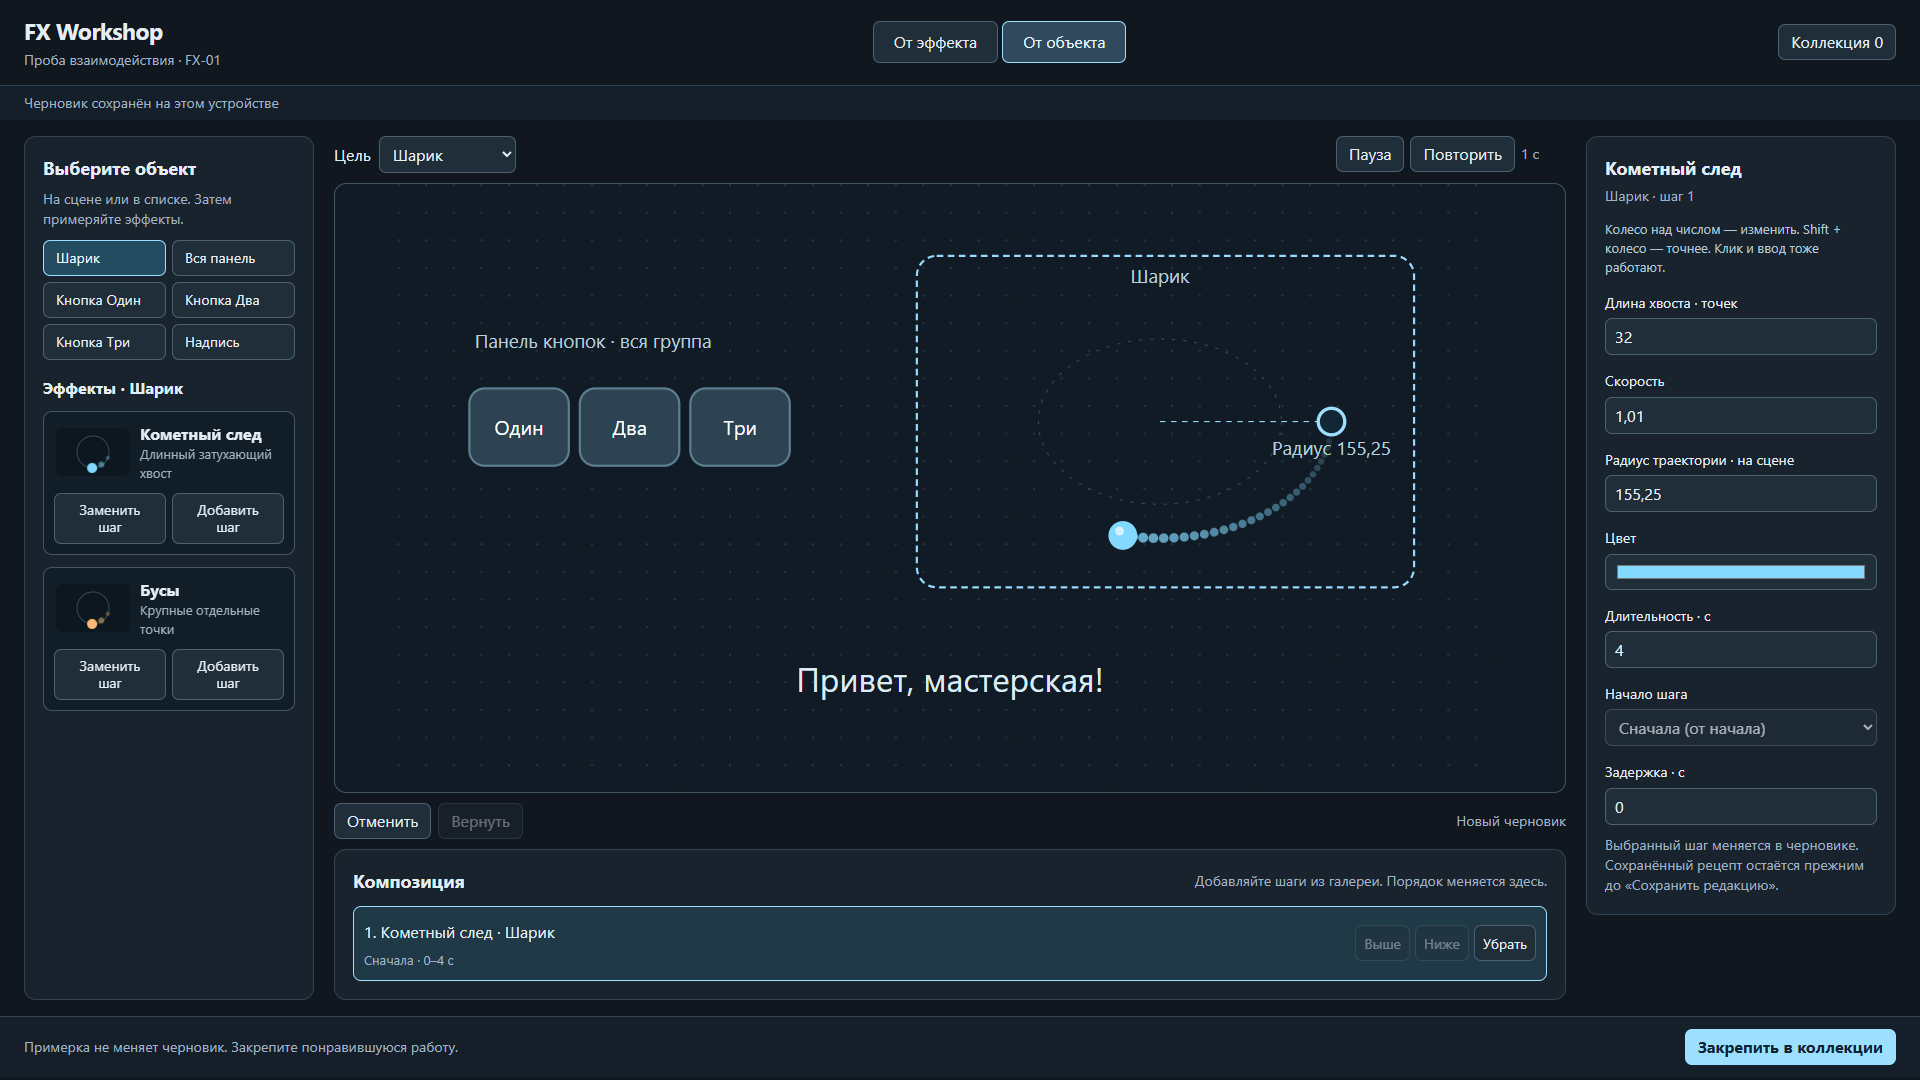 FX Workshop
Проба взаимодействия · FX-01
От эффекта
От объекта
Коллекция 0
Черновик сохранён на этом устройстве
Выберите объект
На сцене или в списке. Затем
примеряйте эффекты.
Шарик
Вся панель
Кнопка Один
Кнопка Два
Кнопка Три
Надпись
Эффекты · Шарик
Кометный след
Длинный затухающий
хвост
Заменить
шаг
Добавить
шаг
Бусы
Крупные отдельные
точки
Заменить
шаг
Добавить
шаг
Цель
Шарик
Пауза
Повторить
1 с
Шарик
Панель кнопок · вся группа
Один
Два
Три
Радиус 155,25
Привет, мастерская!
Отменить
Вернуть
Новый черновик
Композиция
Добавляйте шаги из галереи. Порядок меняется здесь.
1. Кометный след · Шарик
Сначала · 0–4 с
Выше
Ниже
Убрать
Кометный след
Шарик · шаг 1
Колесо над числом — изменить. Shift +
колесо — точнее. Клик и ввод тоже
работают.
Длина хвоста · точек
32
Скорость
1,01
Радиус траектории · на сцене
155,25
Цвет
Длительность · с
4
Начало шага
Сначала (от начала)
Задержка · с
0
Выбранный шаг меняется в черновике.
Сохранённый рецепт остаётся прежним
до «Сохранить редакцию».
Примерка не меняет черновик. Закрепите понравившуюся работу.
Закрепить в коллекции